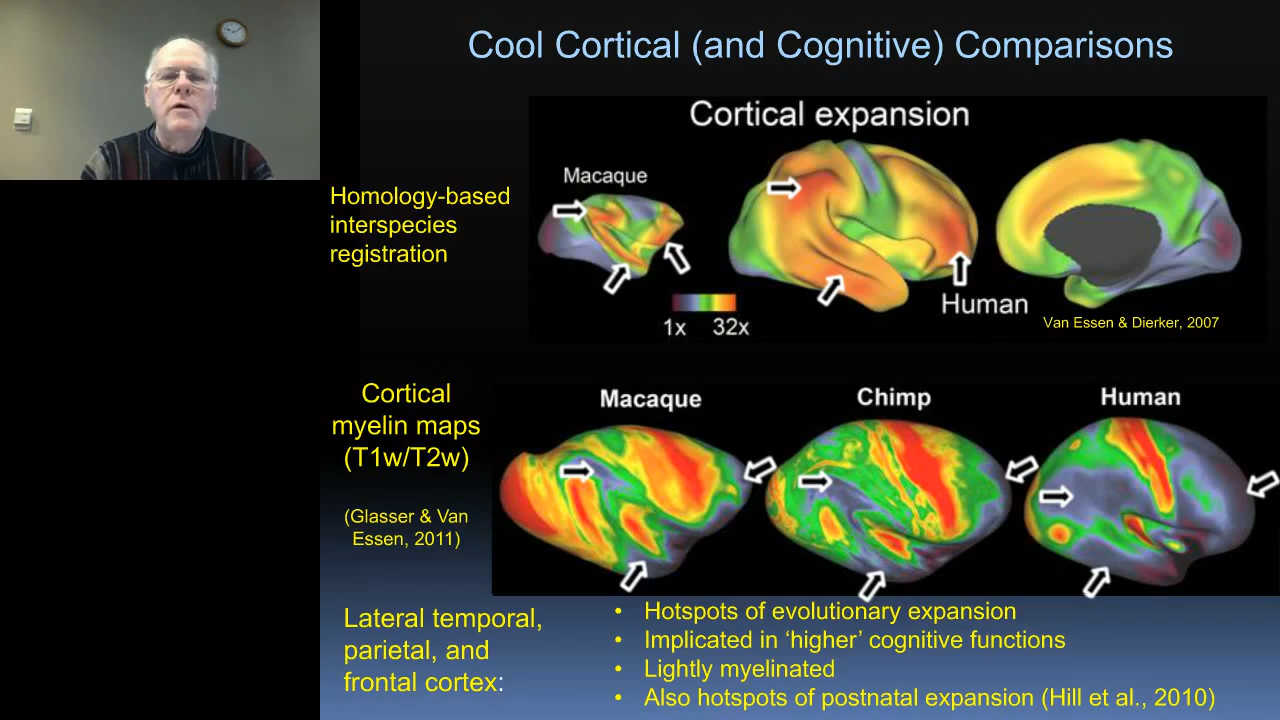 Cool Cortical (and Cognitive) Comparisons
Cortical expansion
Macaque
Homology-based
interspecies
registration
1x 32x
Human
Van Essen & Dierker, 2007
Cortical
myelin maps
(T1w/T2w)
(Glasser & Van
Essen, 2011)
Macaque
Chimp
Human
Lateral temporal,
parietal, and
frontal cortex:
• Hotspots of evolutionary expansion
• Implicated in ‘higher’ cognitive functions
• Lightly myelinated
• Also hotspots of postnatal expansion (Hill et al., 2010)